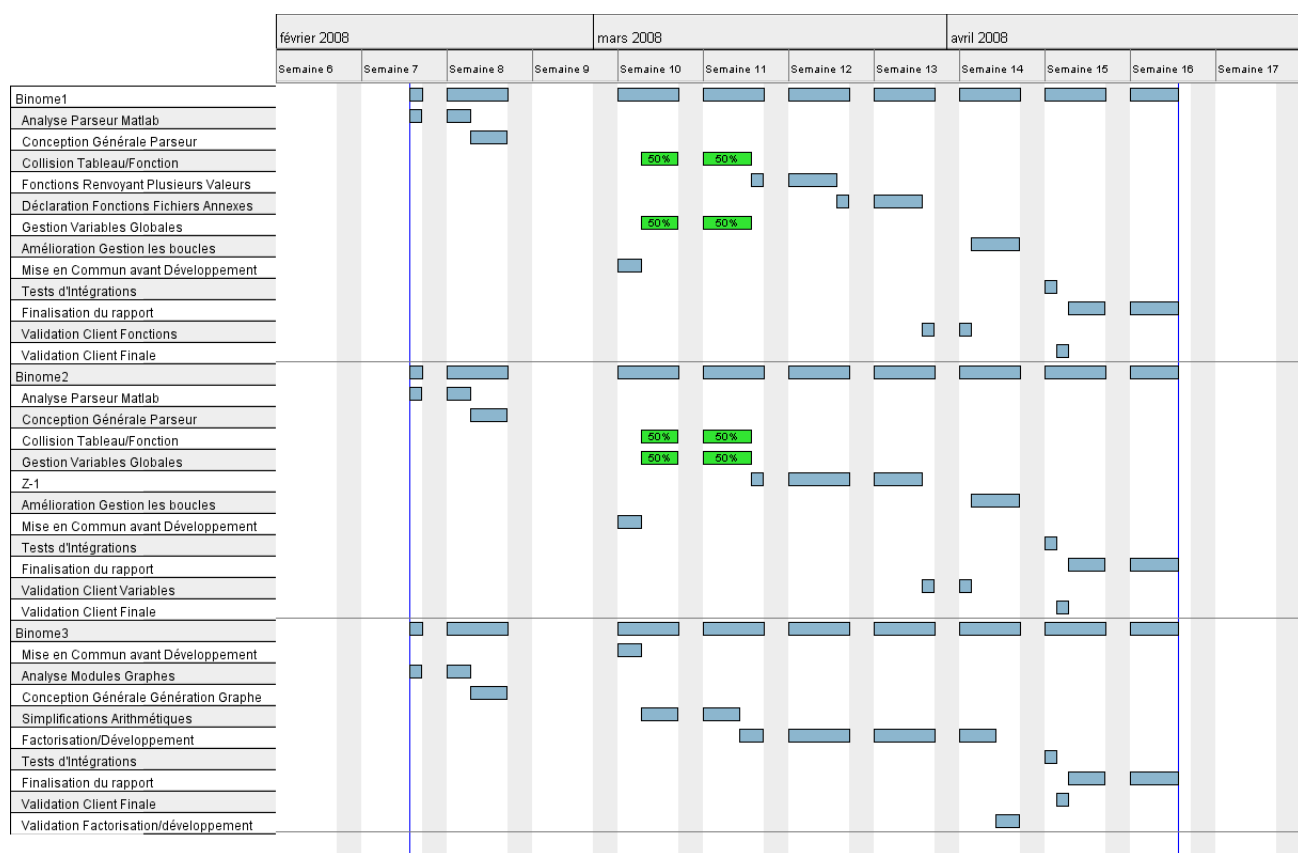 février 2008 mars 2008 avril 2008
Semaine 6 Semaine 7 Semaine 8 Semaine 9 Semaine 10 Semaine 11 Semaine 12 Semaine 13 Semaine 14 Semaine 15 Semaine 16 Semaine 17
Binome1
Analyse Parseur Matlab
Conception Générale Parseur
Collision Tableau/Fonction 50% 50%
Fonctions Renvoyant Plusieurs Valeurs
Déclaration Fonctions Fichiers Annexes
Gestion Variables Globales 50% 50%
Amélioration Gestion les boucles
Mise en Commun avant Développement
Tests d'Intégrations
Finalisation du rapport
Validation Client Fonctions
Validation Client Finale
Binome2
Analyse Parseur Matlab
Conception Générale Parseur
Collision Tableau/Fonction 50% 50%
Gestion Variables Globales 50% 50%
Z-1
Amélioration Gestion les boucles
Mise en Commun avant Développement
Tests d'Intégrations
Finalisation du rapport
Validation Client Variables
Validation Client Finale
Binome3
Mise en Commun avant Développement
Analyse Modules Graphes
Conception Générale Génération Graphe
Simplifications Arithmétiques
Factorisation/Développement
Tests d'Intégrations
Finalisation du rapport
Validation Client Finale
Validation Factorisation/développement